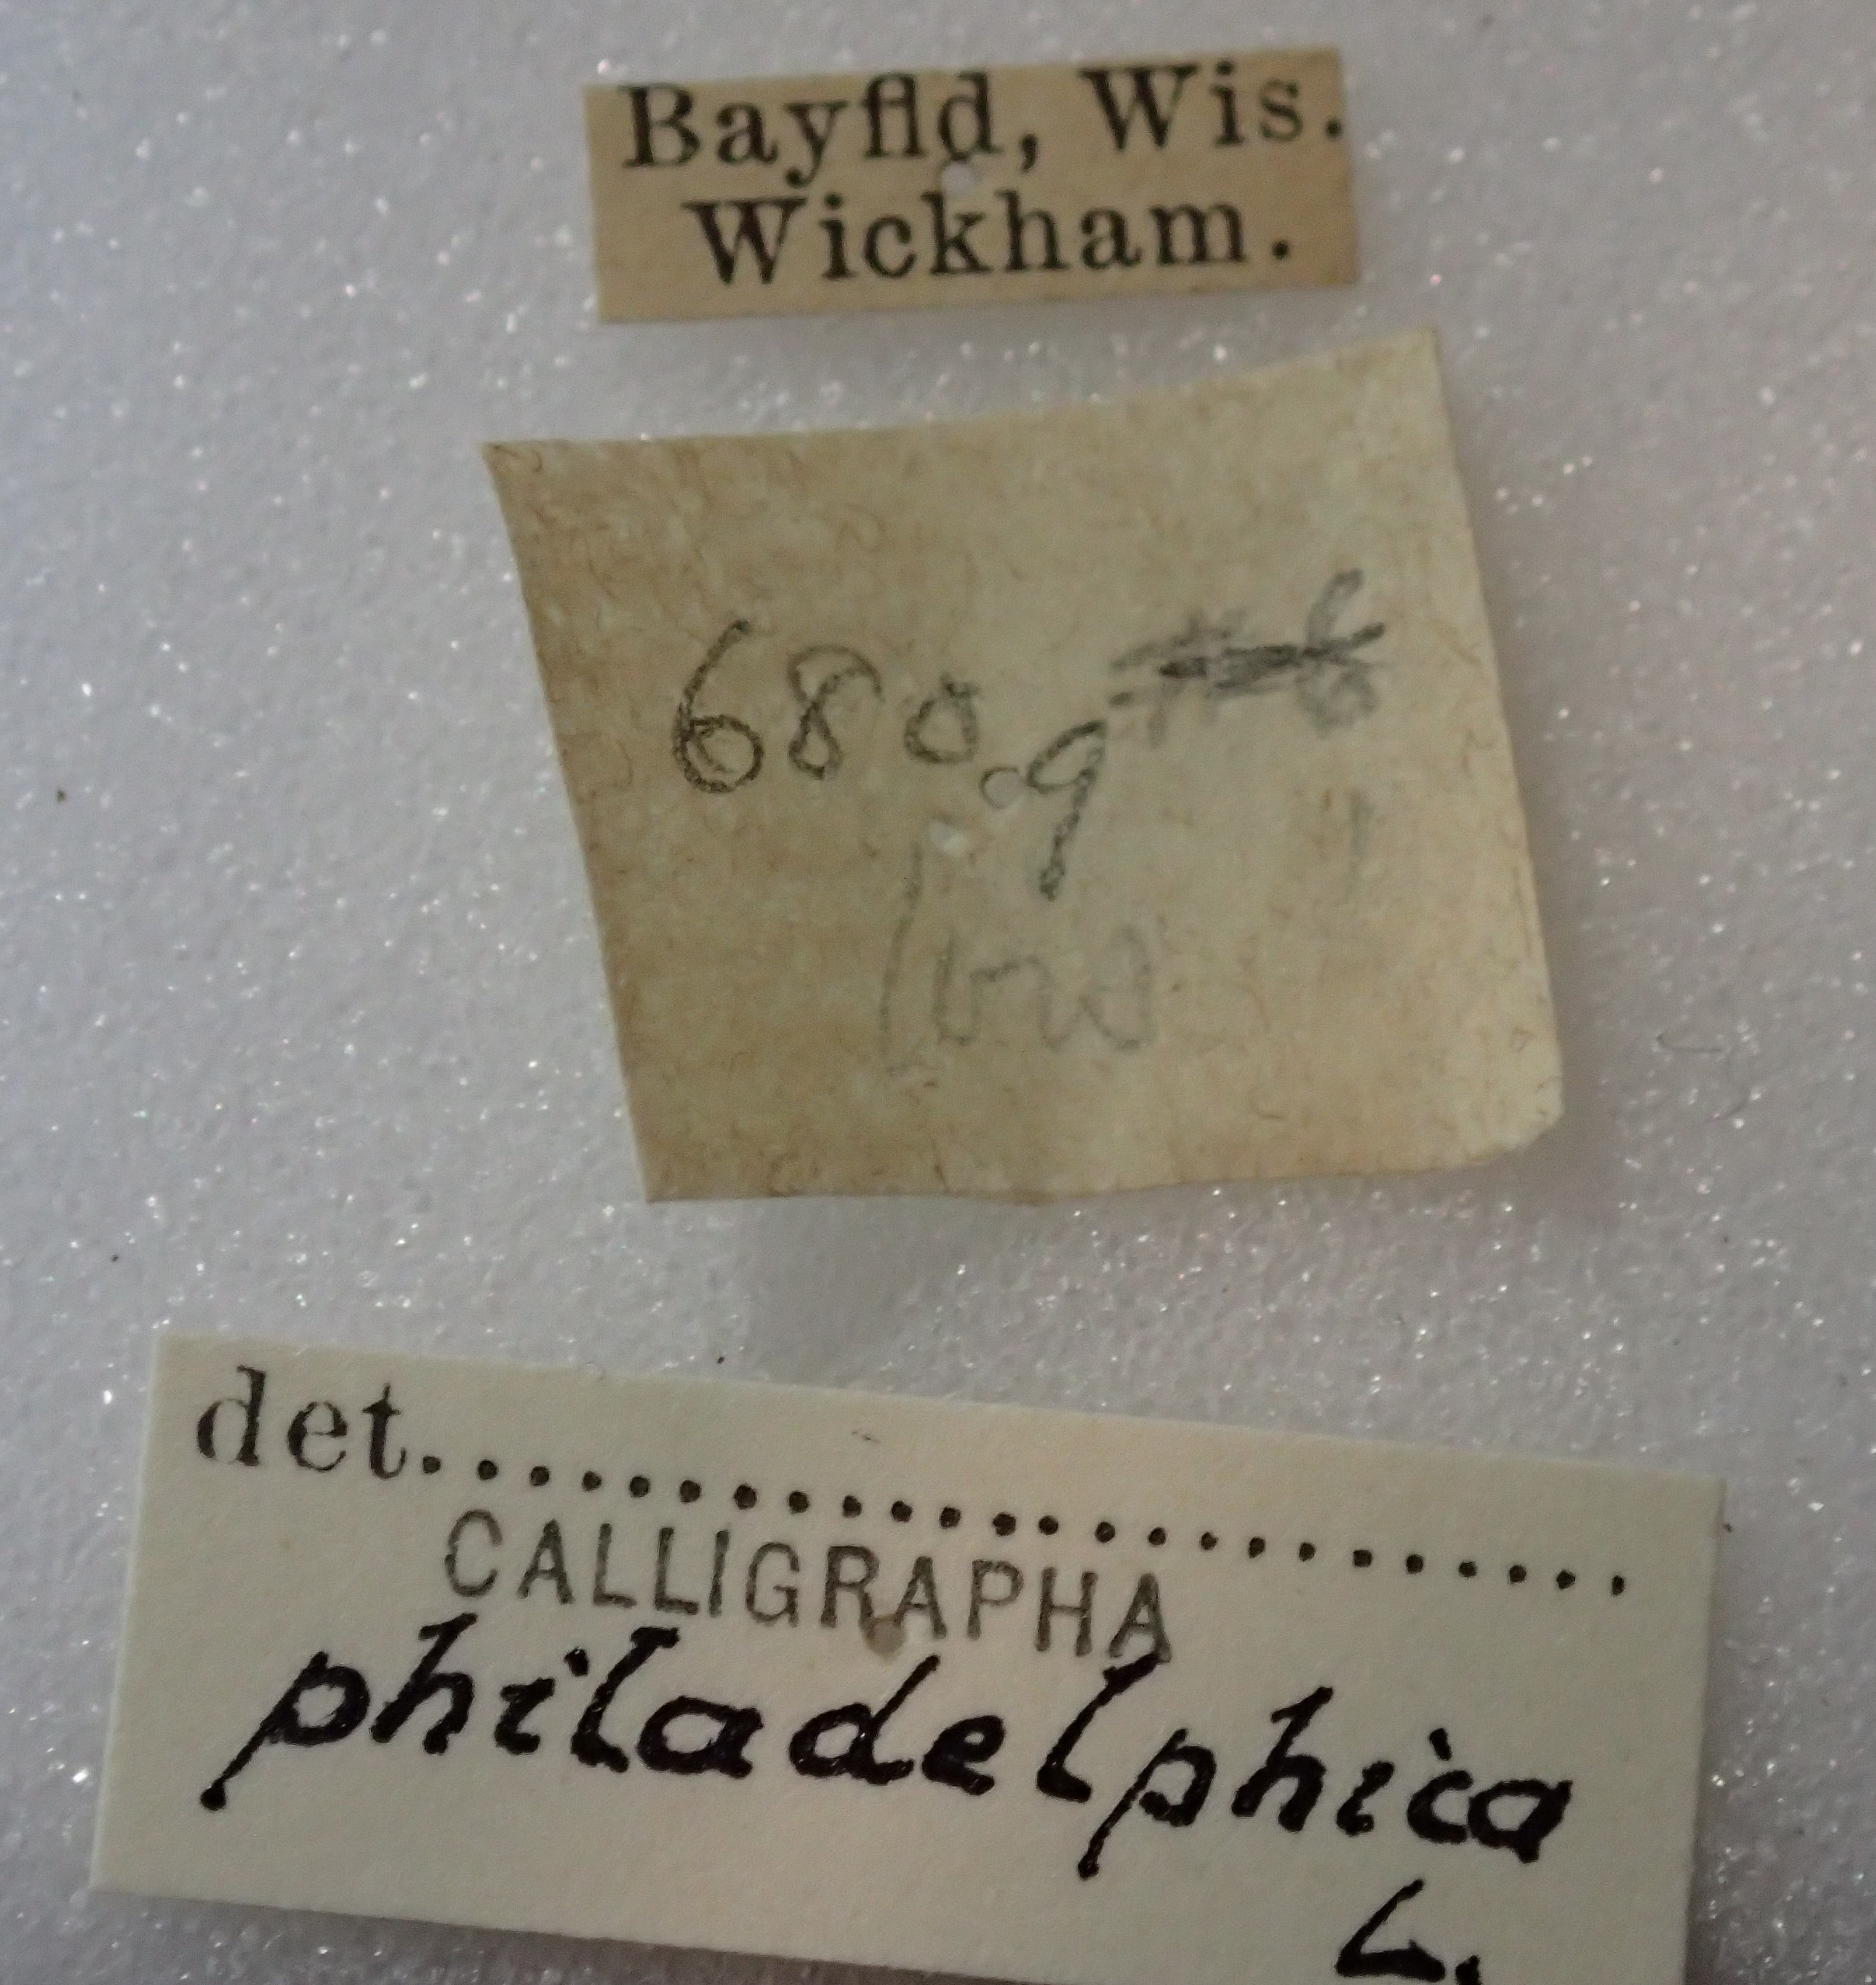 Bayfld, Wis.
Wickham.
680.9
det..........................
CALLIGRAPHA
philadelphica
L.